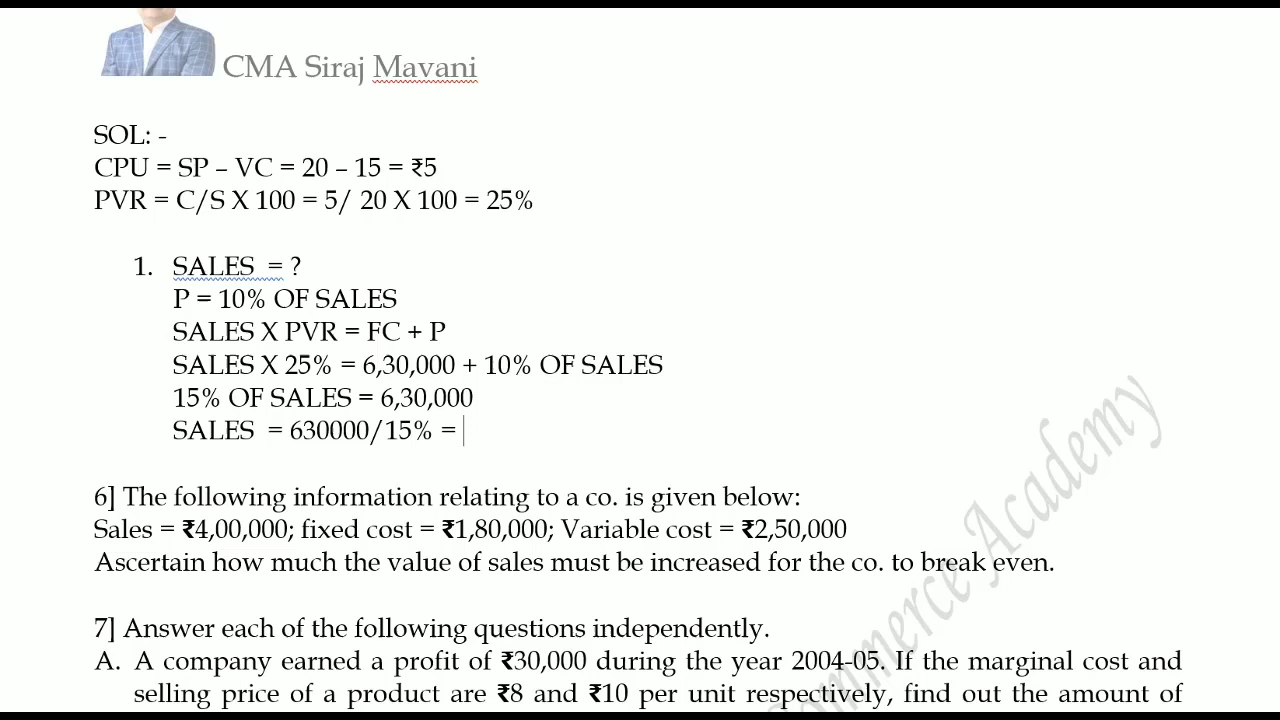 CMA Siraj Mavani
SOL: -
CPU = SP – VC = 20 – 15 = ₹5
PVR = C/S X 100 = 5/ 20 X 100 = 25%
1. SALES = ?
P = 10% OF SALES
SALES X PVR = FC + P
SALES X 25% = 6,30,000 + 10% OF SALES
15% OF SALES = 6,30,000
SALES = 630000/15% =
6] The following information relating to a co. is given below:
Sales = ₹4,00,000; fixed cost = ₹1,80,000; Variable cost = ₹2,50,000
Ascertain how much the value of sales must be increased for the co. to break even.
7] Answer each of the following questions independently.
A. A company earned a profit of ₹30,000 during the year 2004-05. If the marginal cost and
selling price of a product are ₹8 and ₹10 per unit respectively, find out the amount of
Academy